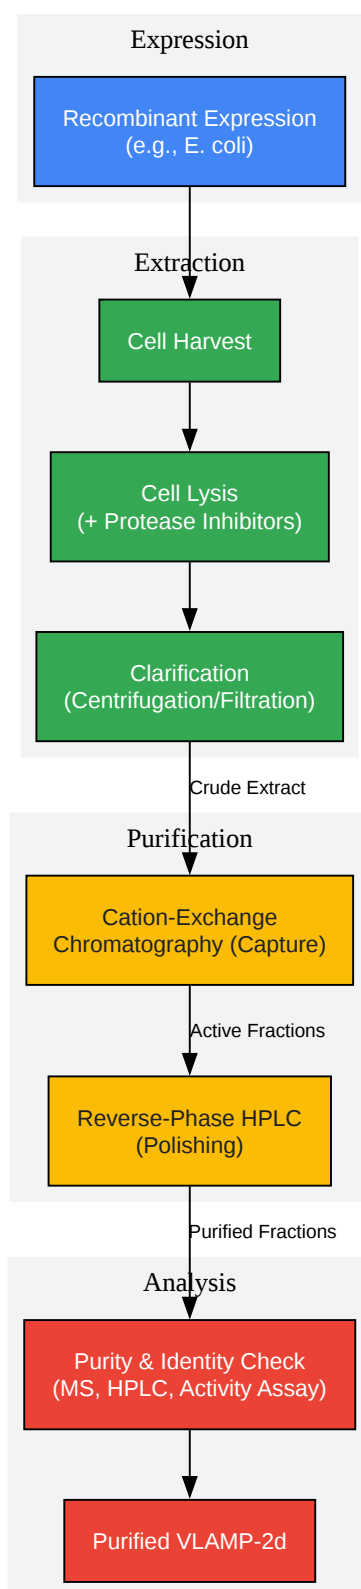 Expression
Recombinant Expression
(e.g., E. coli)
Extraction
Cell Harvest
Cell Lysis
(+ Protease Inhibitors)
Clarification
(Centrifugation/Filtration)
Crude Extract
Purification
Cation-Exchange
Chromatography (Capture)
Active Fractions
Reverse-Phase HPLC
(Polishing)
Purified Fractions
Analysis
Purity & Identity Check
(MS, HPLC, Activity Assay)
Purified VLAMP-2d